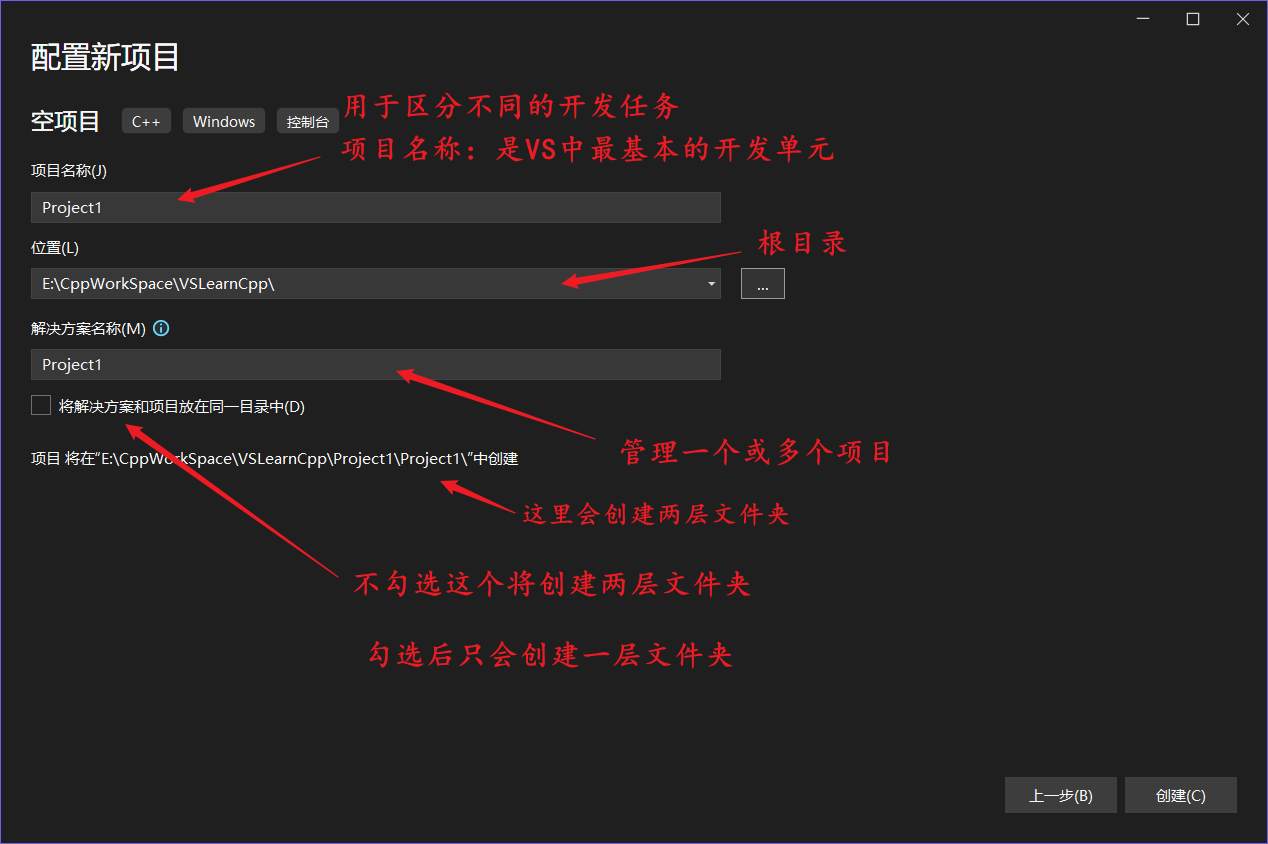 配置新项目
空项目 C++ Windows 控制台
用于区分不同的开发任务
项目名称：是VS中最基本的开发单元
项目名称(J)
Project1
位置(L)
根目录
E:\CppWorkSpace\VSLearnCpp\
...
解决方案名称(M)
Project1
将解决方案和项目放在同一目录中(D)
管理一个或多个项目
项目 将在“E:\CppWorkSpace\VSLearnCpp\Project1\Project1\”中创建
这里会创建两层文件夹
不勾选这个将创建两层文件夹
勾选后只会创建一层文件夹
上一步(B) 创建(C)